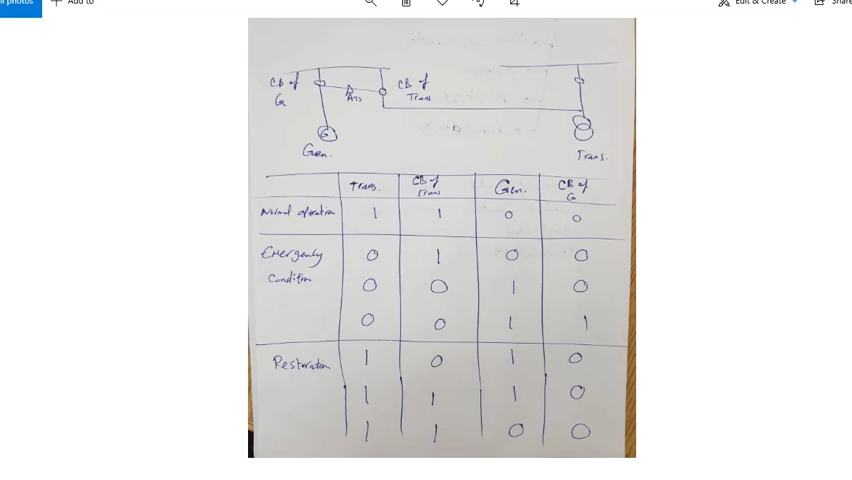 ll photos
Add to
Edit & Create
Share
CB of
G
ATS
CB of
Trans
G
Gen.
Trans.
Trans. CB of Trans Gen. CB of G
Normal operation 1 1 0 0
Emergency 0 1 0 0
Condition 0 0 1 0
0 0 1 1
Restoration 1 0 1 0
1 1 1 0
1 1 0 0